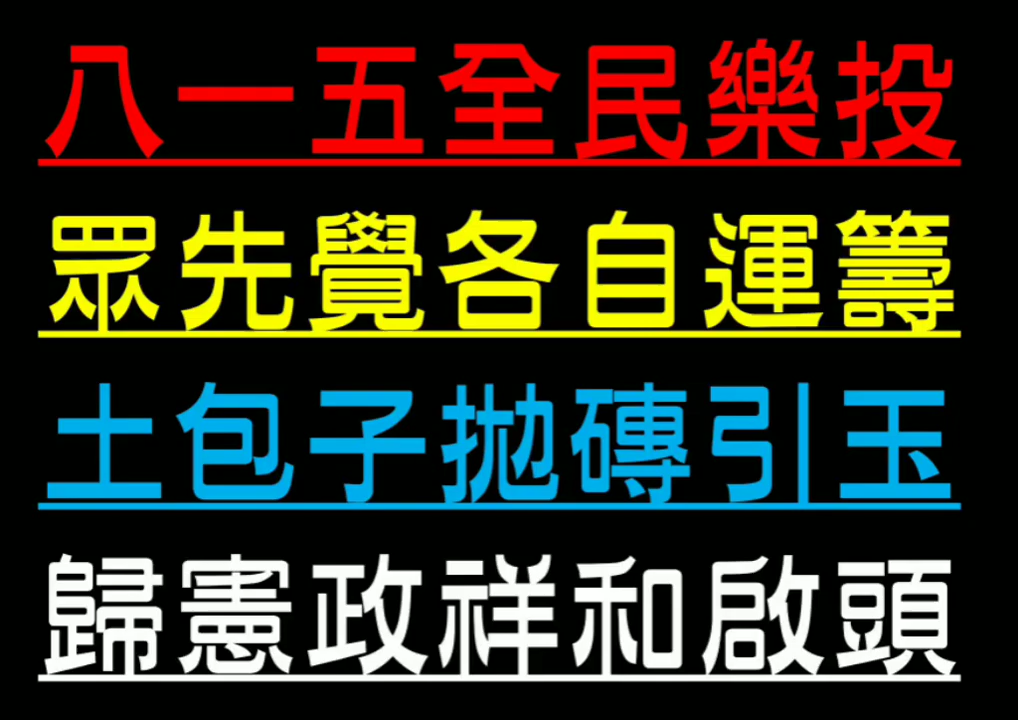 八一五全民樂投
眾先覺各自運籌
土包子拋磚引玉
歸憲政祥和啟頭